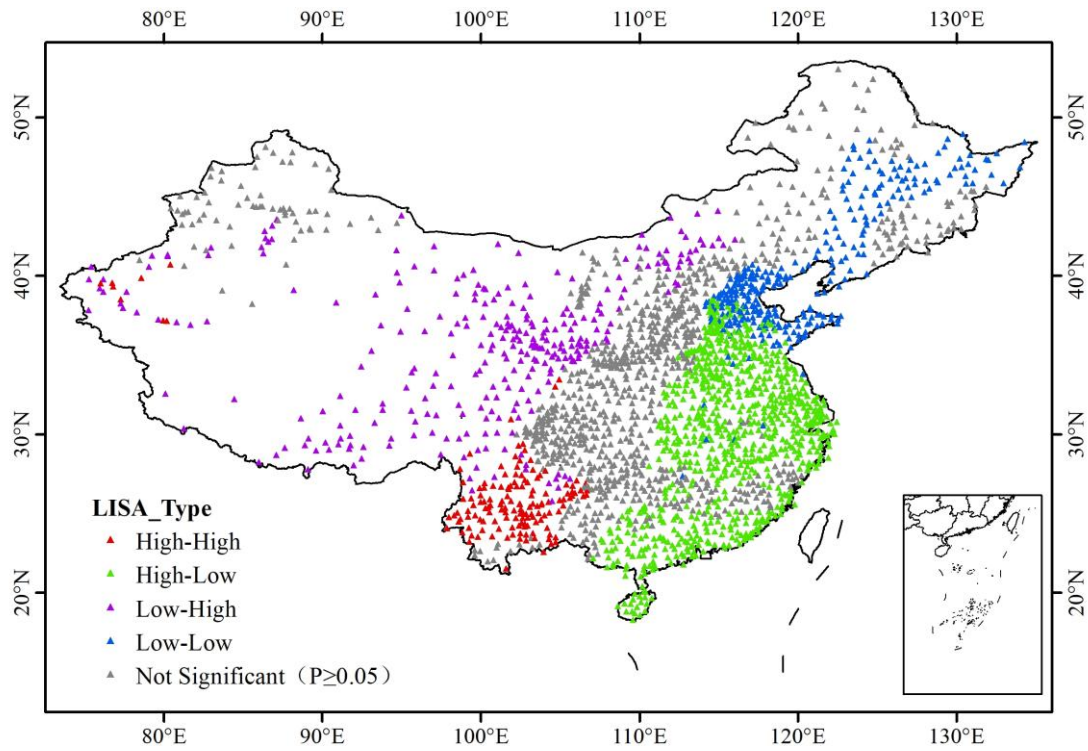 80°E 90°E 100°E 110°E 120°E 130°E
50°N 50°N
40°N 40°N
30°N 30°N
20°N 20°N
LISA_Type
High-High
High-Low
Low-High
Low-Low
Not Significant（P≥0.05）
80°E 90°E 100°E 110°E 120°E 130°E